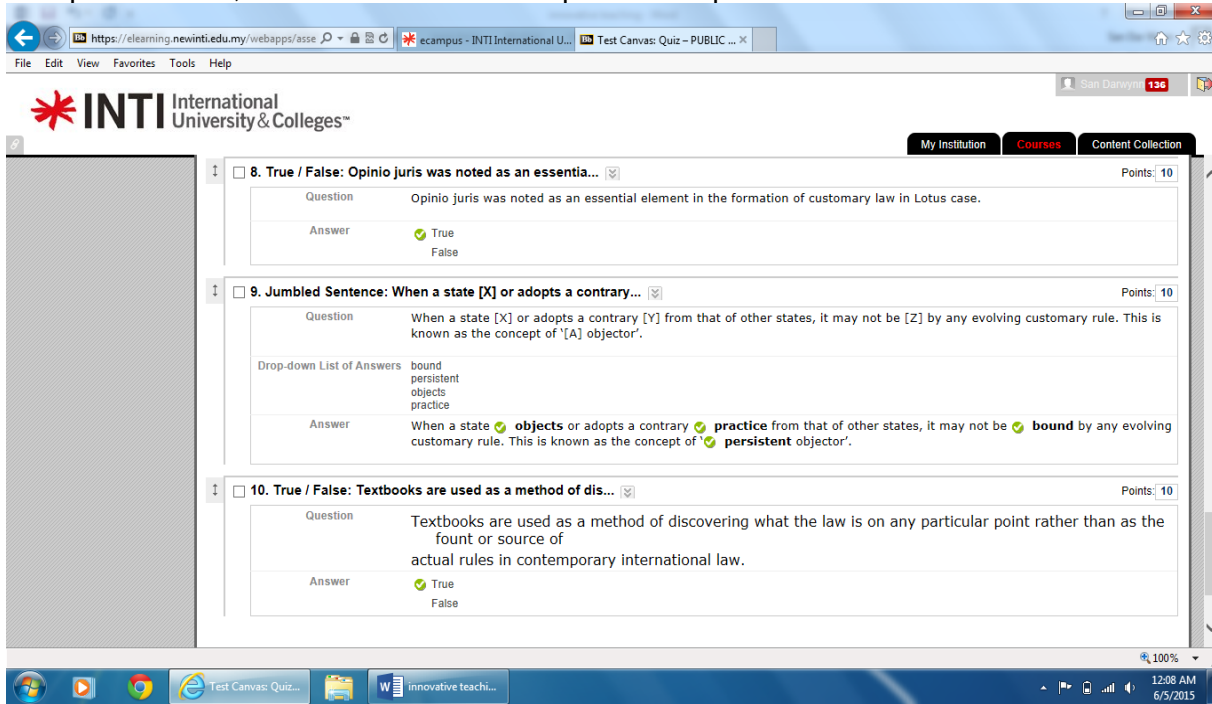 https://elearning.newinti.edu.my/webapps/asse
ecampus - INTI International U...
Test Canvas: Quiz – PUBLIC ...
File Edit View Favorites Tools Help
San Darwynn 136
INTI International University & Colleges™
My Institution Courses Content Collection
8. True / False: Opinio juris was noted as an essentia... Points: 10
Question Opinio juris was noted as an essential element in the formation of customary law in Lotus case.
Answer True
False
9. Jumbled Sentence: When a state [X] or adopts a contrary... Points: 10
Question When a state [X] or adopts a contrary [Y] from that of other states, it may not be [Z] by any evolving customary rule. This is
known as the concept of '[A] objector'.
Drop-down List of Answers bound
persistent
objects
practice
Answer When a state objects or adopts a contrary practice from that of other states, it may not be bound by any evolving
customary rule. This is known as the concept of 'persistent objector'.
10. True / False: Textbooks are used as a method of dis... Points: 10
Question Textbooks are used as a method of discovering what the law is on any particular point rather than as the
fount or source of
actual rules in contemporary international law.
Answer True
False
100%
Test Canvas: Quiz...
innovative teachi...
12:08 AM
6/5/2015